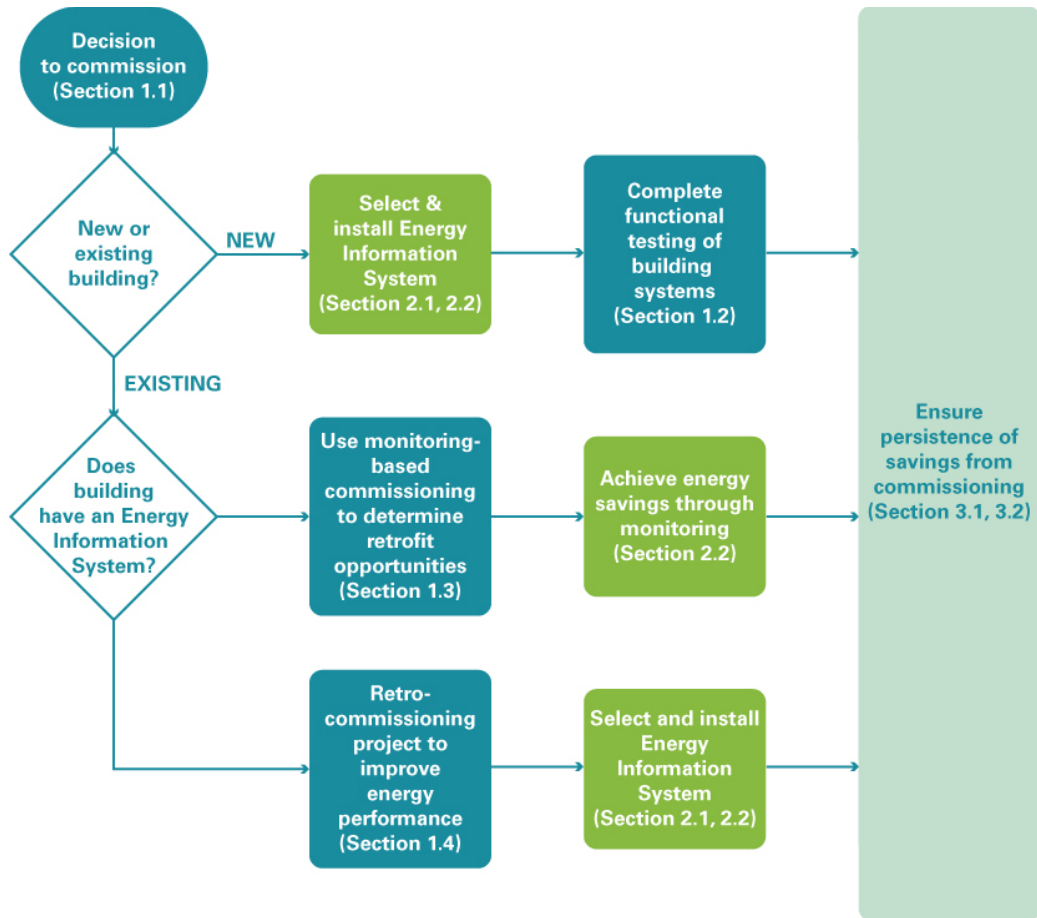 Decision
to commission
(Section 1.1)
New or
existing
building?
NEW
Select &
install Energy
Information
System
(Section 2.1, 2.2)
Complete
functional
testing of
building
systems
(Section 1.2)
EXISTING
Does
building
have an Energy
Information
System?
Use monitoring-
based
commissioning
to determine
retrofit
opportunities
(Section 1.3)
Achieve energy
savings through
monitoring
(Section 2.2)
Retro-
commissioning
project to
improve
energy
performance
(Section 1.4)
Select and install
Energy
Information
System
(Section 2.1, 2.2)
Ensure
persistence of
savings from
commissioning
(Section 3.1, 3.2)